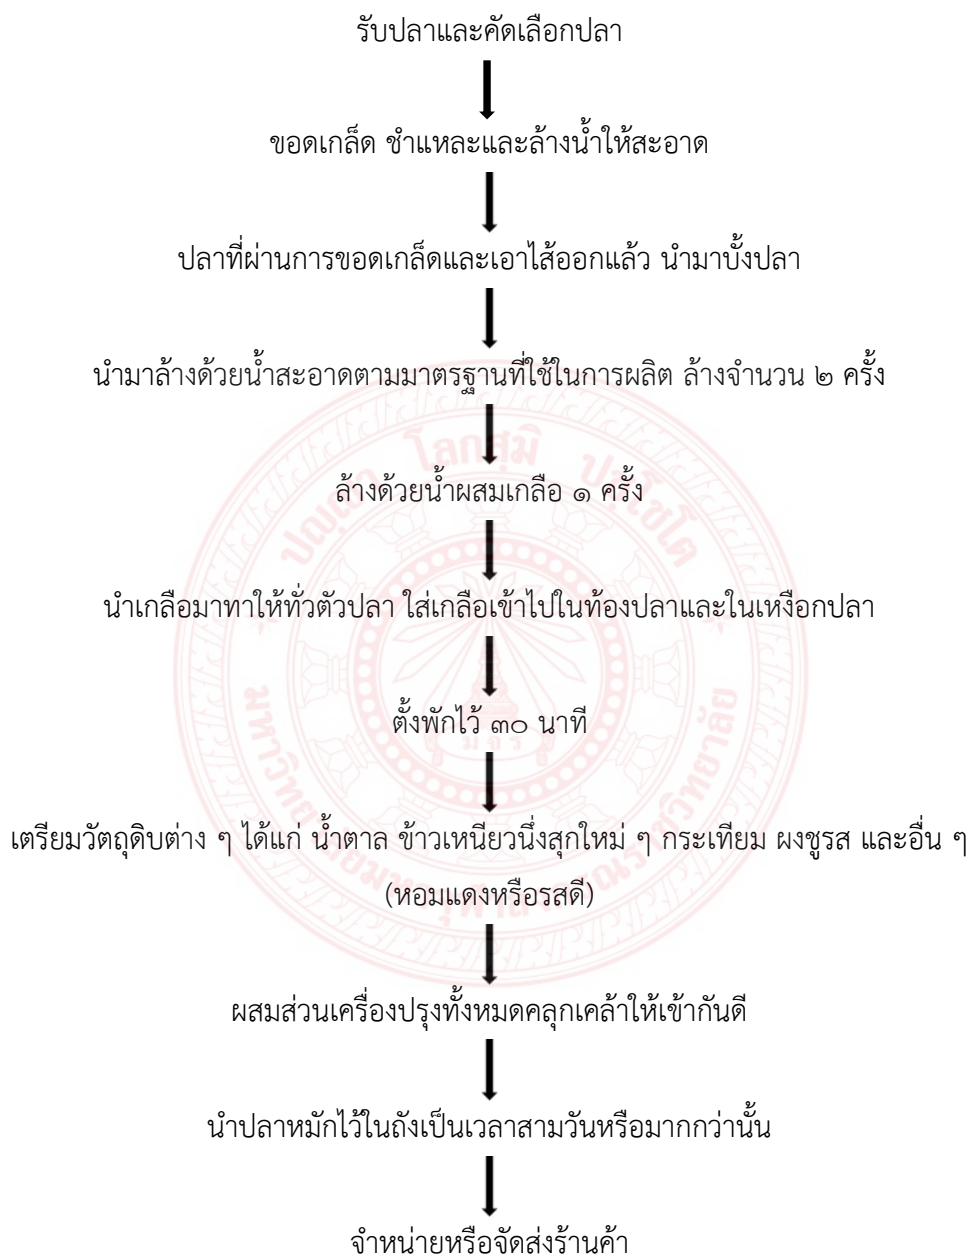 รับปลาและคัดเลือกปลา
ขอดเกล็ด ชำแหละและล้างน้ำให้สะอาด
ปลาที่ผ่านการขอดเกล็ดและเอาไส้ออกแล้ว นำมาบั้งปลา
นำมาล้างด้วยน้ำสะอาดตามมาตรฐานที่ใช้ในการผลิต ล้างจำนวน ๒ ครั้ง
ล้างด้วยน้ำผสมเกลือ ๑ ครั้ง
นำเกลือมาทาให้ทั่วตัวปลา ใส่เกลือเข้าไปในท้องปลาและในเหงือกปลา
ตั้งพักไว้ ๓๐ นาที
เตรียมวัตถุดิบต่าง ๆ ได้แก่ น้ำตาล ข้าวเหนียวนึ่งสุกใหม่ ๆ กระเทียม ผงชูรส และอื่น ๆ
(หอมแดงหรือรสดี)
ผสมส่วนเครื่องปรุงทั้งหมดคลุกเคล้าให้เข้ากันดี
นำปลาหมักไว้ในถังเป็นเวลาสามวันหรือมากกว่านั้น
จำหน่ายหรือจัดส่งร้านค้า